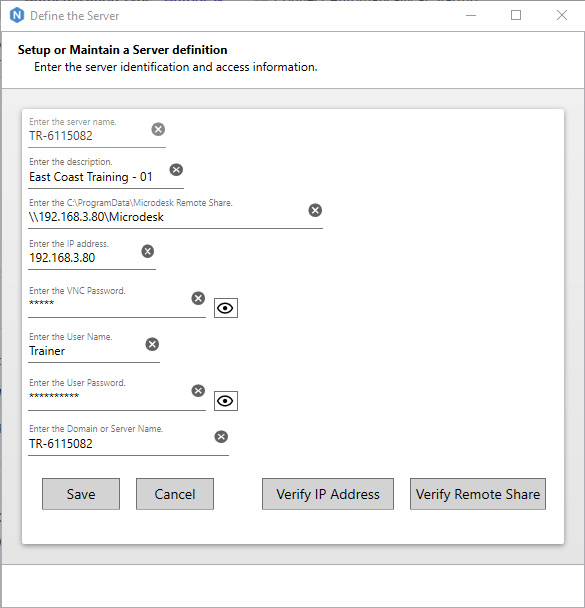 Define the Server
Setup or Maintain a Server definition
Enter the server identification and access information.
Enter the server name.
TR-6115082
Enter the description.
East Coast Training - 01
Enter the C:\ProgramData\Microdesk Remote Share.
\\192.168.3.80\Microdesk
Enter the IP address.
192.168.3.80
Enter the VNC Password.
*****
Enter the User Name.
Trainer
Enter the User Password.
**********
Enter the Domain or Server Name.
TR-6115082
Save Cancel Verify IP Address Verify Remote Share